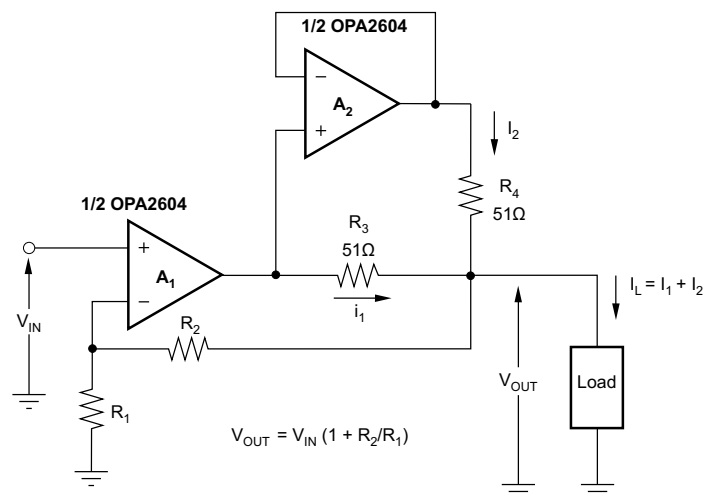 1/2 OPA2604
−
A2
+
I2
R4
51Ω
1/2 OPA2604
R3
51Ω
+
A1
−
i1
IL = I1 + I2
VIN
R2
VOUT
Load
R1
VOUT = VIN (1 + R2/R1)